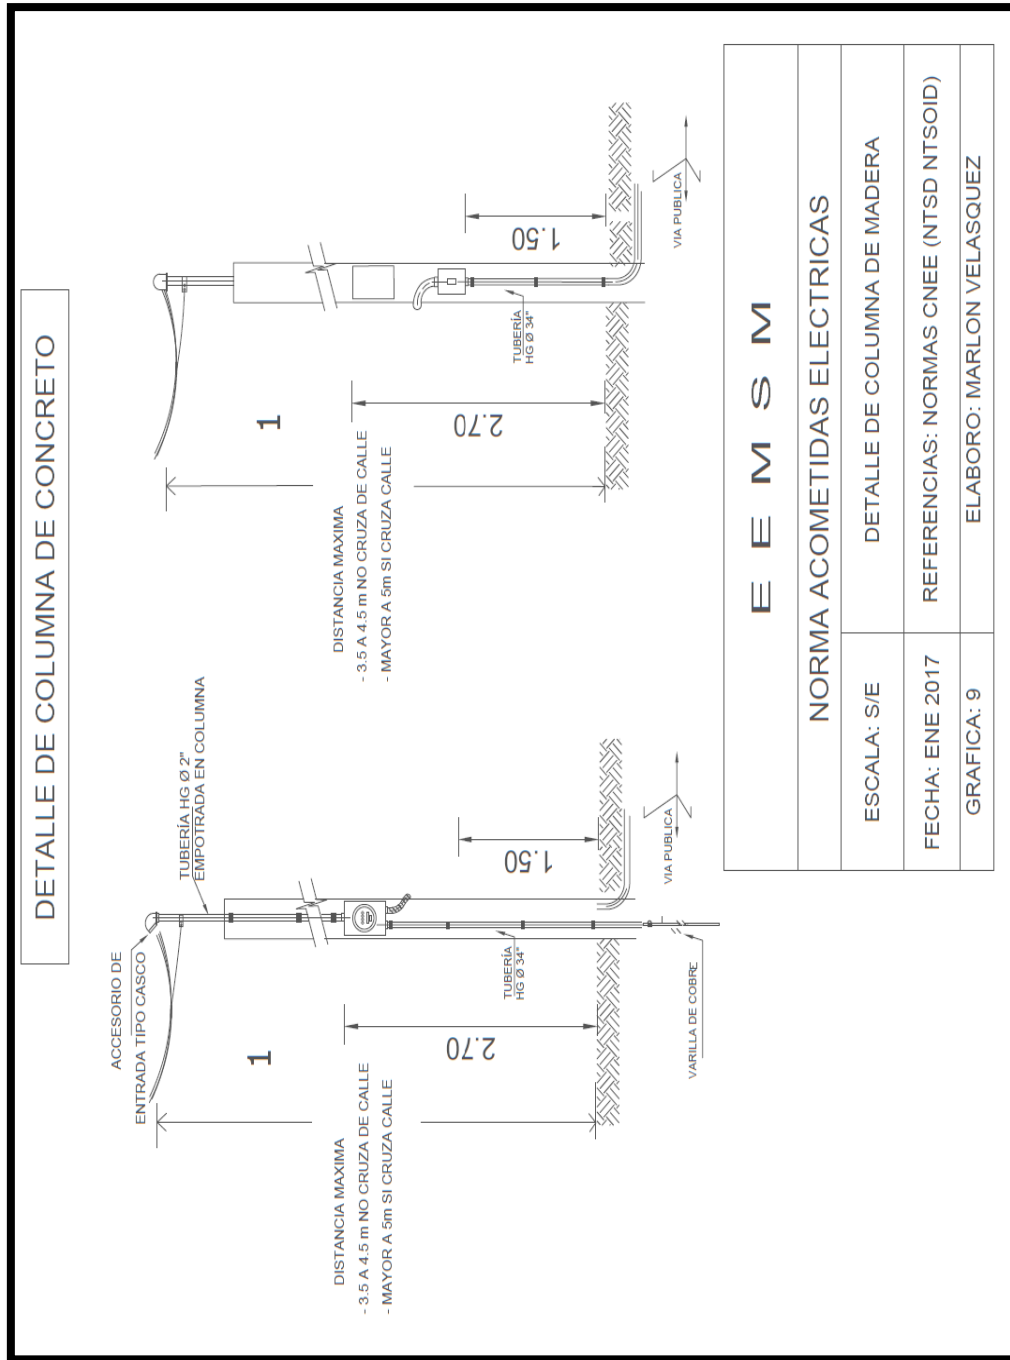 DETALLE DE COLUMNA DE CONCRETO
ACCESORIO DE
ENTRADA TIPO CASCO
TUBERÍA HG Ø 2"
EMPOTRADA EN COLUMNA
1
DISTANCIA MAXIMA
- 3.5 A 4.5 m NO CRUZA DE CALLE
- MAYOR A 5m SI CRUZA CALLE
2.70
TUBERÍA
HG Ø 34"
1.50
VIA PUBLICA
VARILLA DE COBRE
1
DISTANCIA MAXIMA
- 3.5 A 4.5 m NO CRUZA DE CALLE
- MAYOR A 5m SI CRUZA CALLE
2.70
TUBERÍA
HG Ø 34"
1.50
VIA PUBLICA
E E M S M
NORMA ACOMETIDAS ELECTRICAS
ESCALA: S/E
DETALLE DE COLUMNA DE MADERA
FECHA: ENE 2017
REFERENCIAS: NORMAS CNEE (NTSD NTSOID)
GRAFICA: 9
ELABORO: MARLON VELASQUEZ